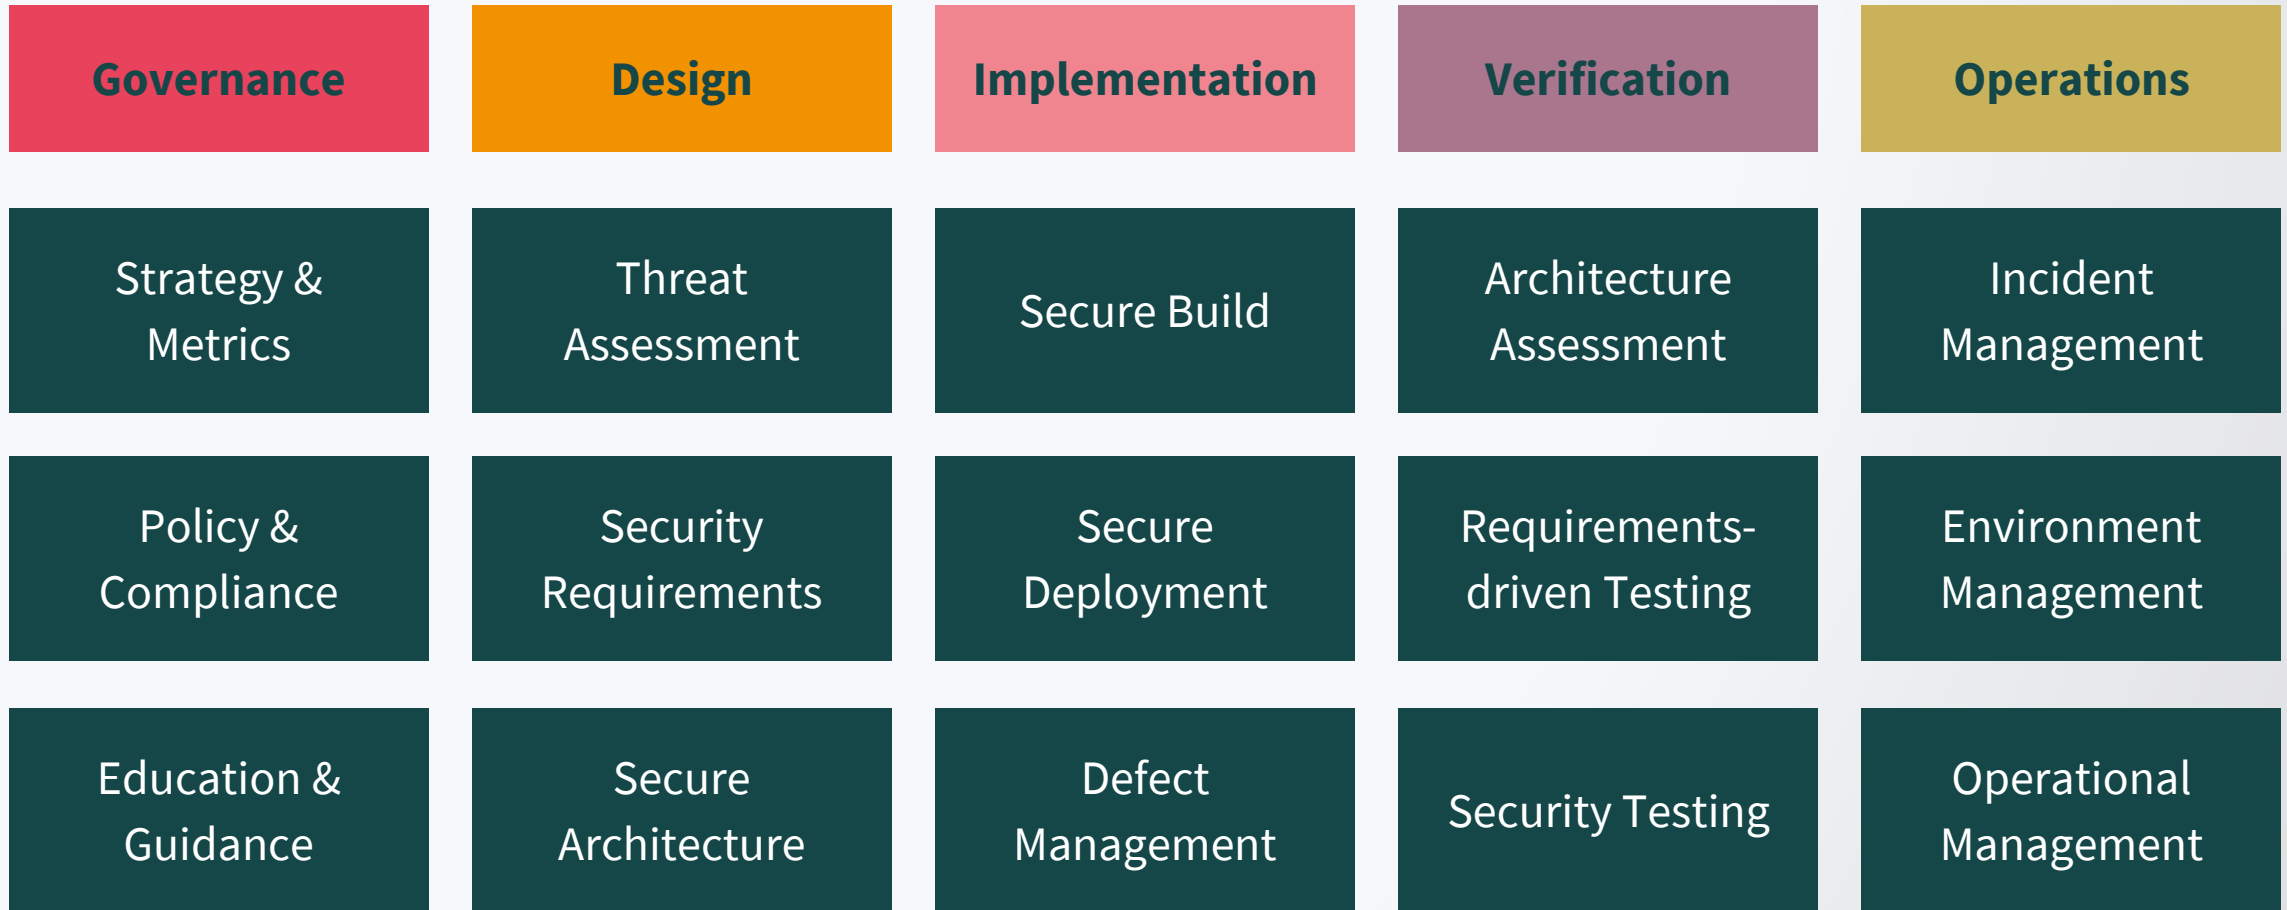 Governance
Design
Implementation
Verification
Operations
Strategy &
Metrics
Threat
Assessment
Secure Build
Architecture
Assessment
Incident
Management
Policy &
Compliance
Security
Requirements
Secure
Deployment
Requirements-
driven Testing
Environment
Management
Education &
Guidance
Secure
Architecture
Defect
Management
Security Testing
Operational
Management